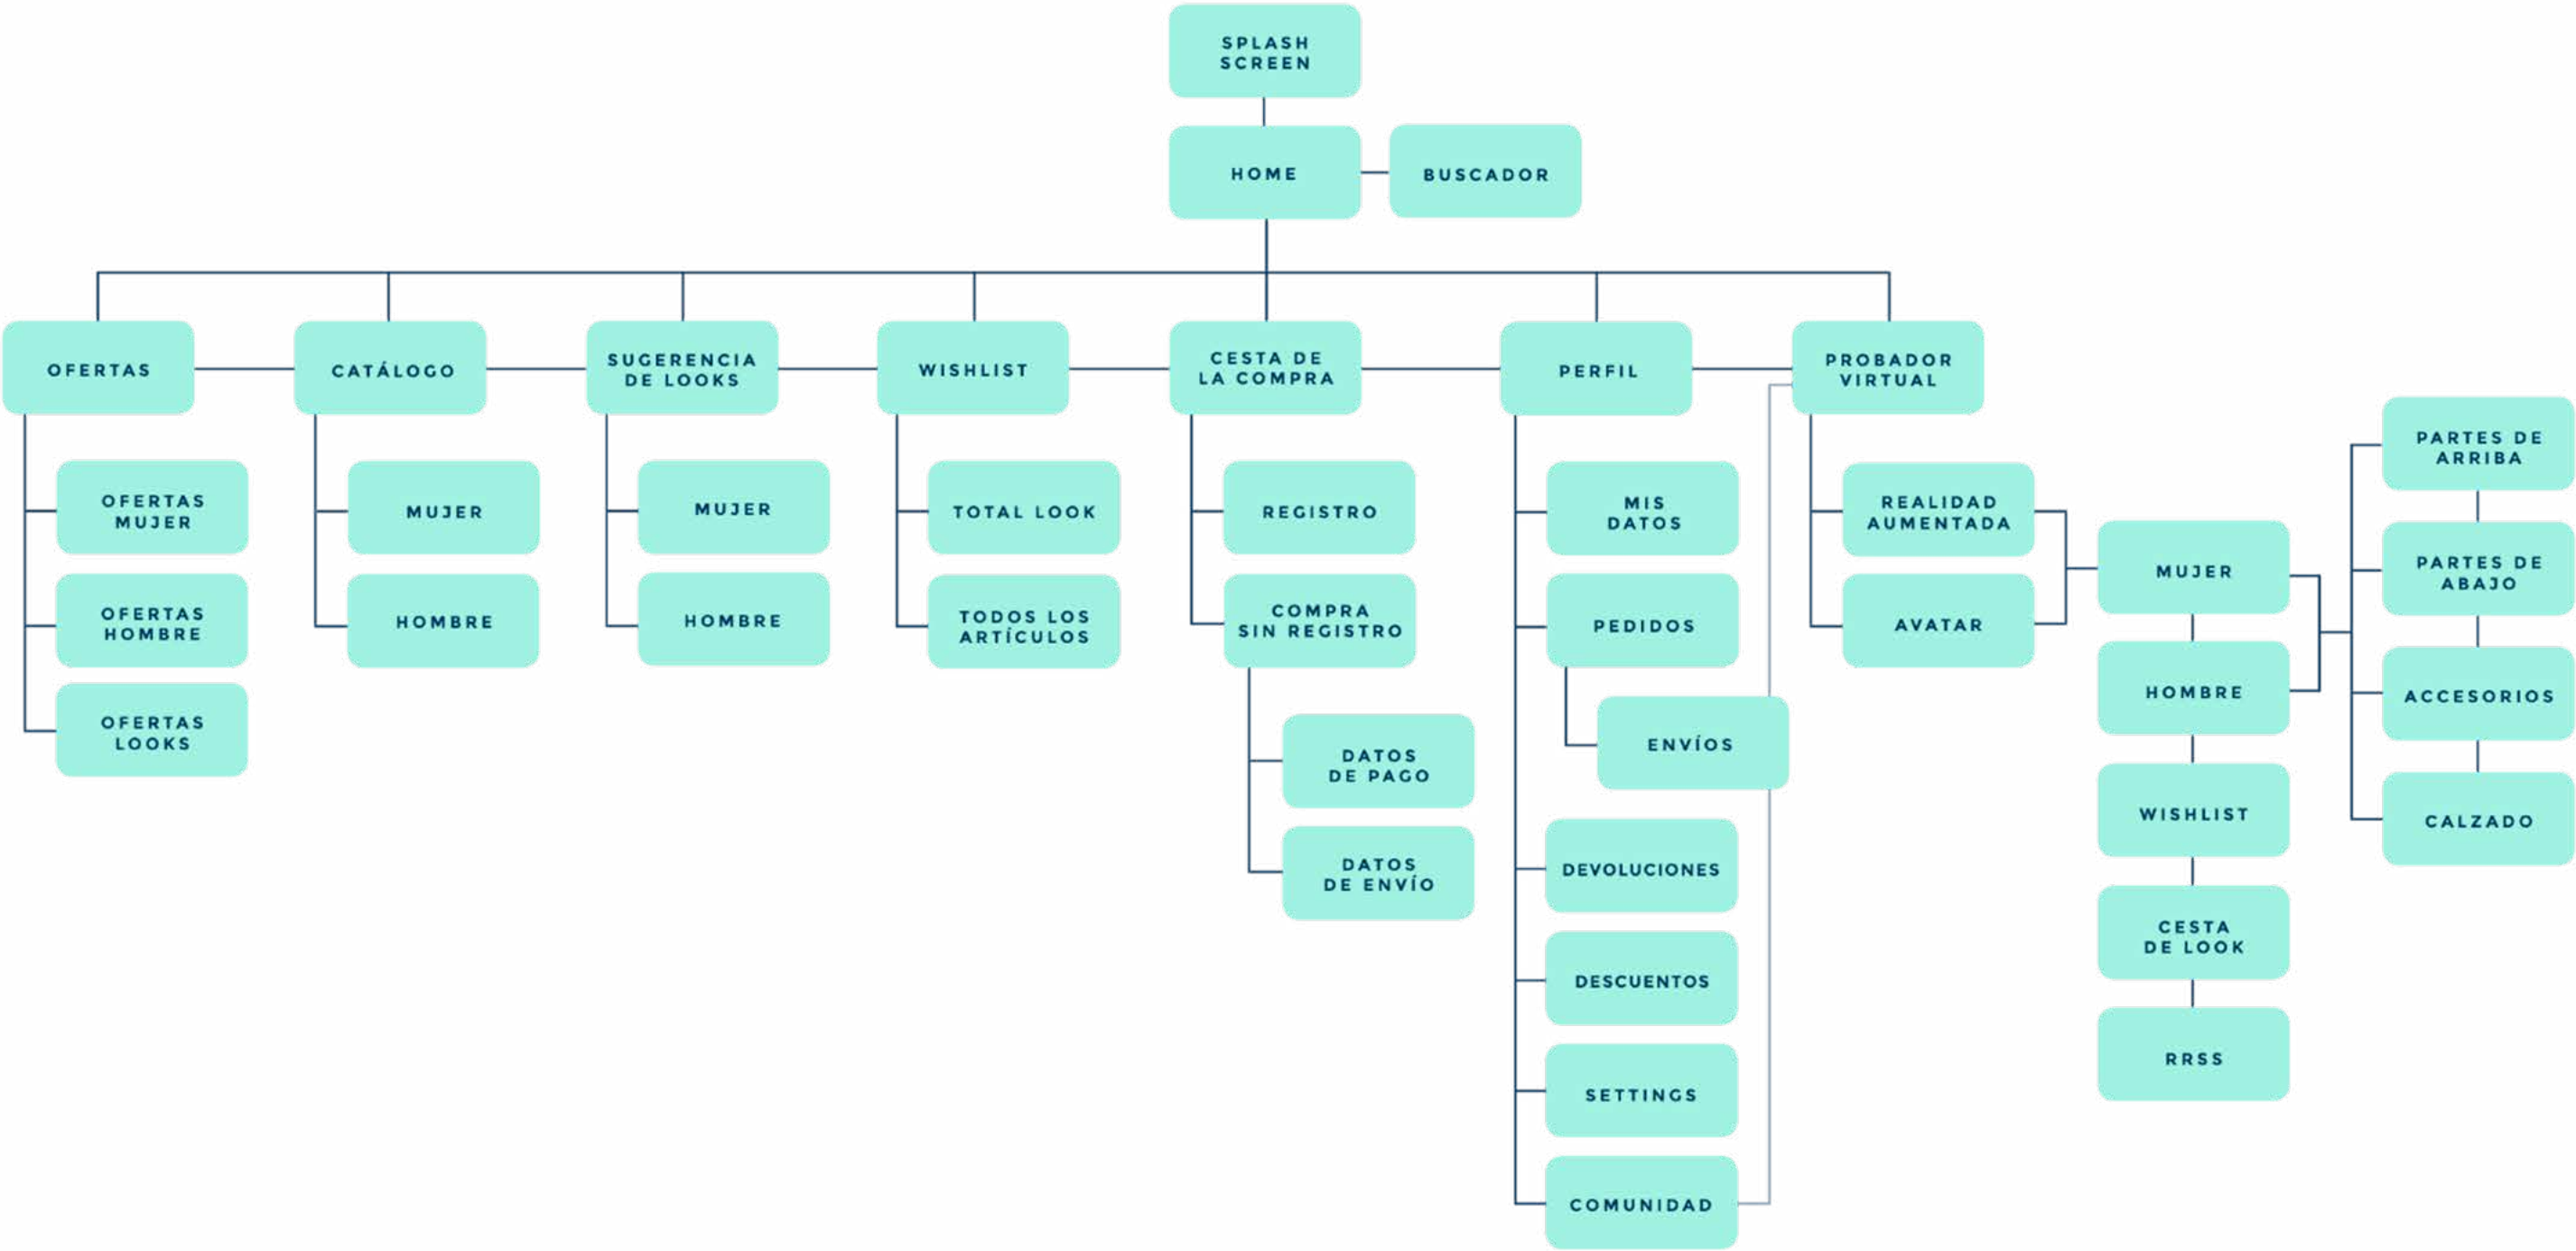 SPLASH
SCREEN
HOME
BUSCADOR
OFERTAS
CATÁLOGO
SUGERENCIA
DE LOOKS
WISHLIST
CESTA DE
LA COMPRA
PERFIL
PROBADOR
VIRTUAL
OFERTAS
MUJER
OFERTAS
HOMBRE
OFERTAS
LOOKS
MUJER
HOMBRE
MUJER
HOMBRE
TOTAL LOOK
TODOS LOS
ARTÍCULOS
REGISTRO
COMPRA
SIN REGISTRO
DATOS
DE PAGO
DATOS
DE ENVÍO
MIS
DATOS
PEDIDOS
ENVÍOS
DEVOLUCIONES
DESCUENTOS
SETTINGS
COMUNIDAD
REALIDAD
AUMENTADA
AVATAR
MUJER
HOMBRE
WISHLIST
CESTA
DE LOOK
RRSS
PARTES DE
ARRIBA
PARTES DE
ABAJO
ACCESORIOS
CALZADO